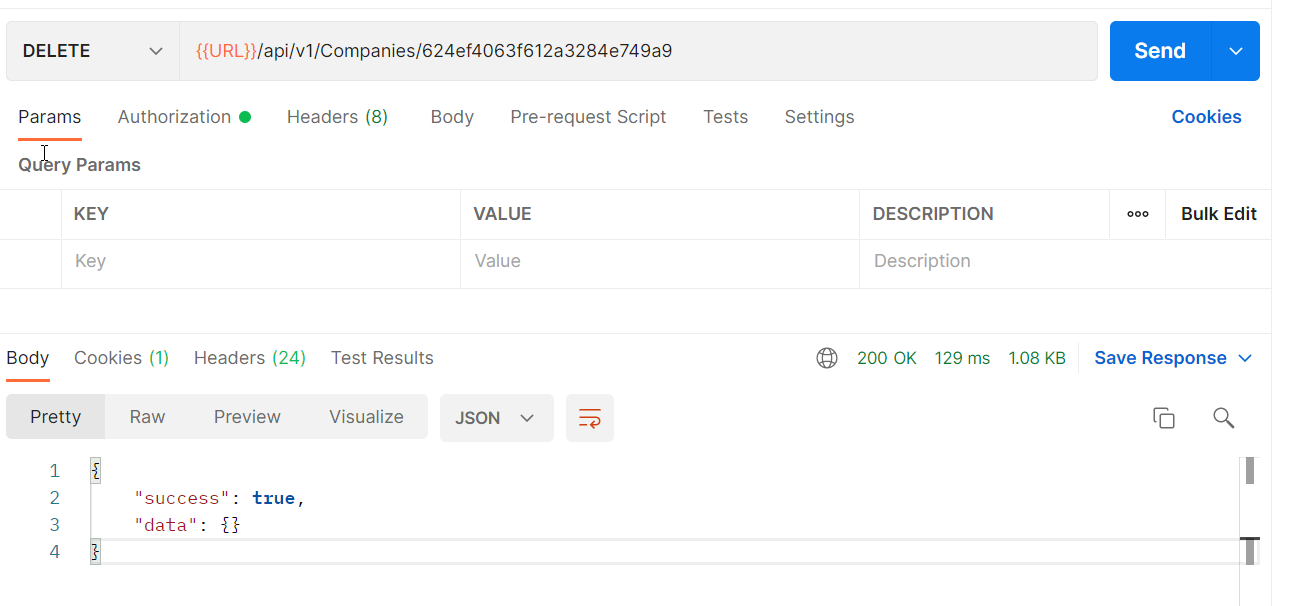 DELETE {{URL}}/api/v1/Companies/624ef4063f612a3284e749a9 Send
Params Authorization Headers (8) Body Pre-request Script Tests Settings Cookies
Query Params
KEY VALUE DESCRIPTION ooo Bulk Edit
Key Value Description
Body Cookies (1) Headers (24) Test Results 200 OK 129 ms 1.08 KB Save Response
Pretty Raw Preview Visualize JSON
1 {
2 "success": true,
3 "data": {}
4 }